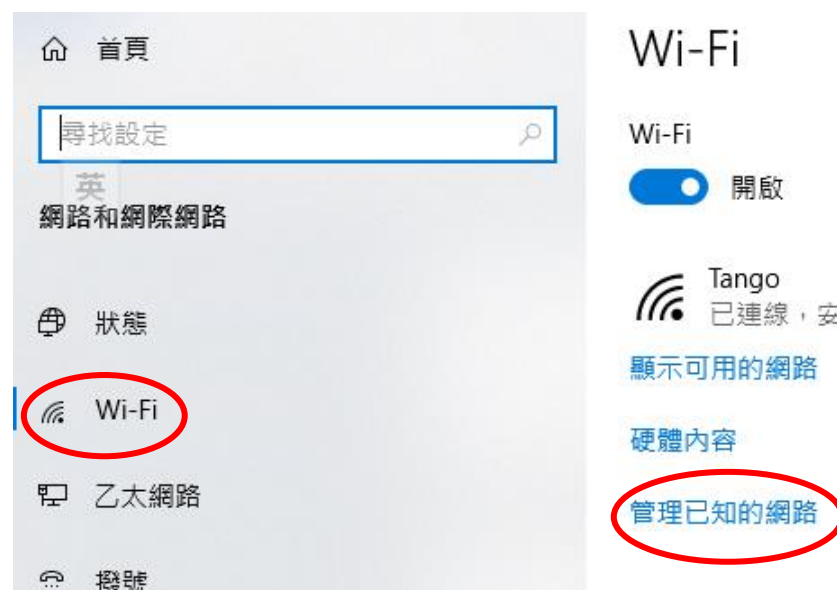 首頁
尋找設定
英
網路和網際網路
狀態
Wi-Fi
乙太網路
撥號
Wi-Fi
Wi-Fi
開啟
Tango
已連線，安
顯示可用的網路
硬體內容
管理已知的網路